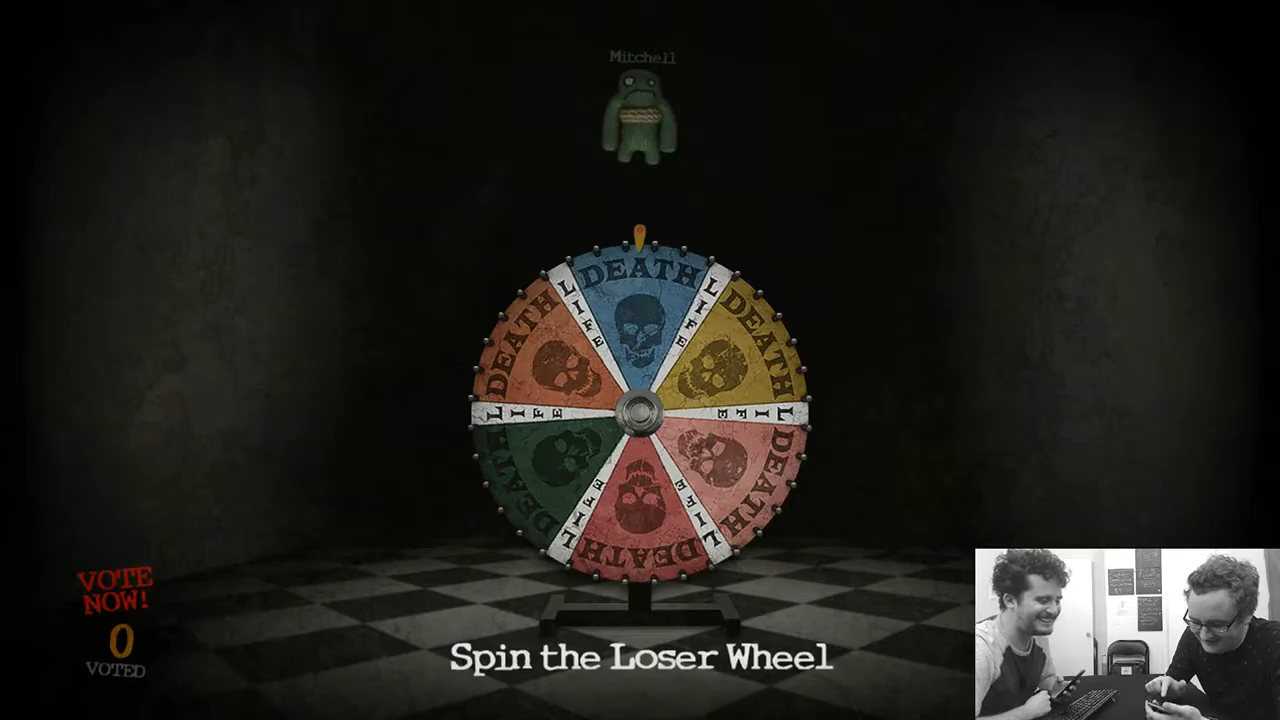 Mitchell
DEATH
LIFE
DEATH
LIFE
DEATH
LIFE
DEATH
LIFE
DEATH
LIFE
DEATH
LIFE
VOTE
NOW!
0
VOTED
Spin the Loser Wheel